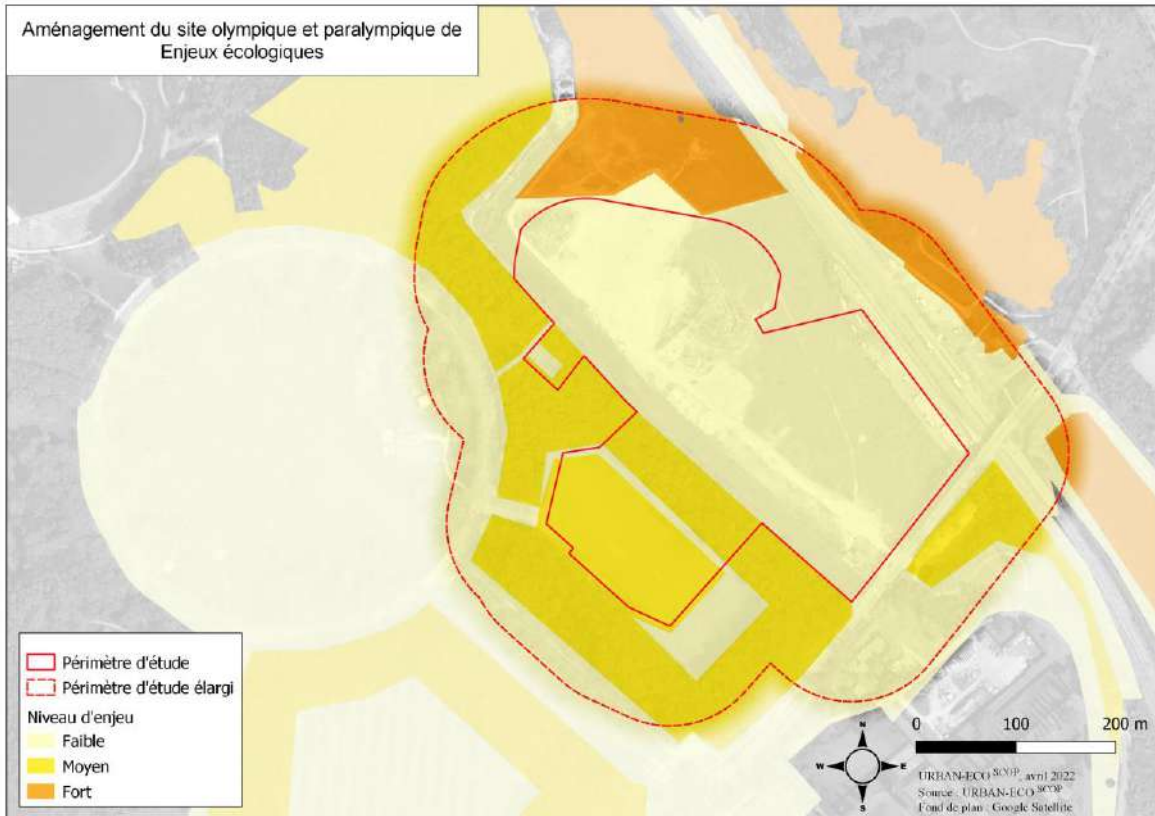 Aménagement du site olympique et paralympique de
Enjeux écologiques
Périmètre d'étude
Périmètre d'étude élargi
Niveau d'enjeu
Faible
Moyen
Fort
0 100 200 m
N
W E
S
URBAN-ECO SCOP, avril 2022
Source : URBAN-ECO SCOP
Fond de plan : Google Satellite